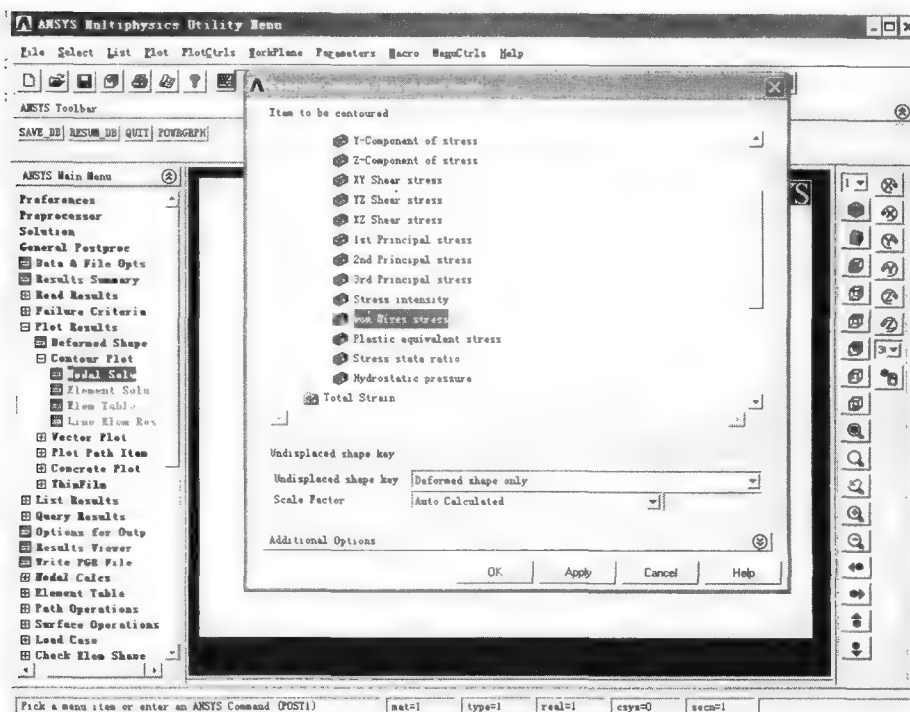 ANSYS Multiphysics Utility Menu
File Select List Plot PlotCtrls WorkPlane Parameters Macro MenuCtrls Help
ANSYS Toolbar
SAVE_DB RESUM_DB QUIT POWRGRPH
ANSYS Main Menu
Preferences
Preprocessor
Solution
General Postproc
Data & File Opts
Results Summary
Read Results
Failure Criteria
Plot Results
Deformed Shape
Contour Plot
Nodal Solu
Element Solu
Elem Table
Line Elem Res
Vector Plot
Plot Path Item
Concrete Plot
ThinFilm
List Results
Query Results
Options for Outp
Results Viewer
Write PGR File
Nodal Calcs
Element Table
Path Operations
Surface Operations
Load Case
Check Elem Shape
Item to be contoured
Y-Component of stress
Z-Component of stress
XY Shear stress
YZ Shear stress
XZ Shear stress
1st Principal stress
2nd Principal stress
3rd Principal stress
Stress intensity
von Mises stress
Plastic equivalent stress
Stress state ratio
Hydrostatic pressure
Total Strain
Undisplaced shape key
Undisplaced shape key Deformed shape only
Scale Factor Auto Calculated
Additional Options
OK Apply Cancel Help
S
1
3
Pick a menu item or enter an ANSYS Command (POST1) mat=1 type=1 real=1 csys=0 secn=1